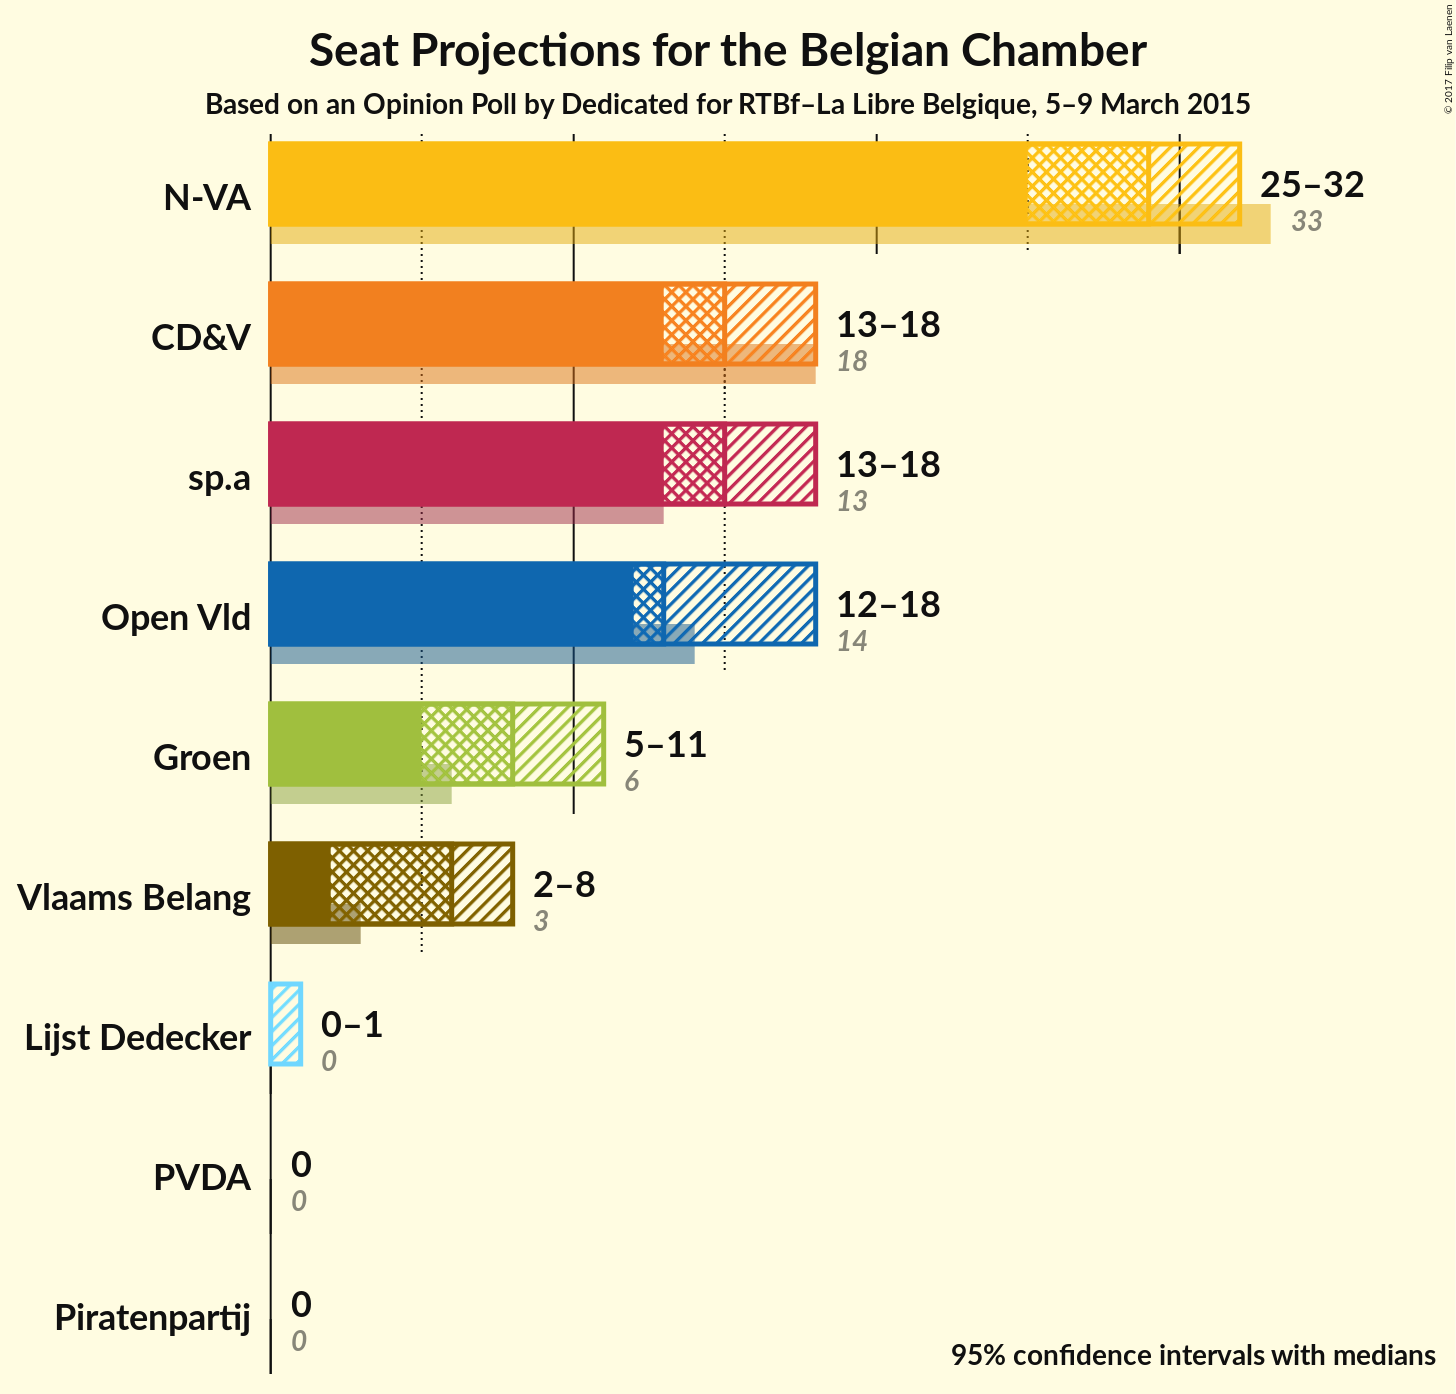 Seat Projections for the Belgian Chamber
Based on an Opinion Poll by Dedicated for RTBf–La Libre Belgique, 5–9 March 2015
© 2017 Filip van Laenen
N-VA
25–32
33
CD&V
13–18
18
sp.a
13–18
13
Open Vld
12–18
14
Groen
5–11
6
Vlaams Belang
2–8
3
Lijst Dedecker
0–1
0
PVDA
0
0
Piratenpartij
0
0
95% confidence intervals with medians